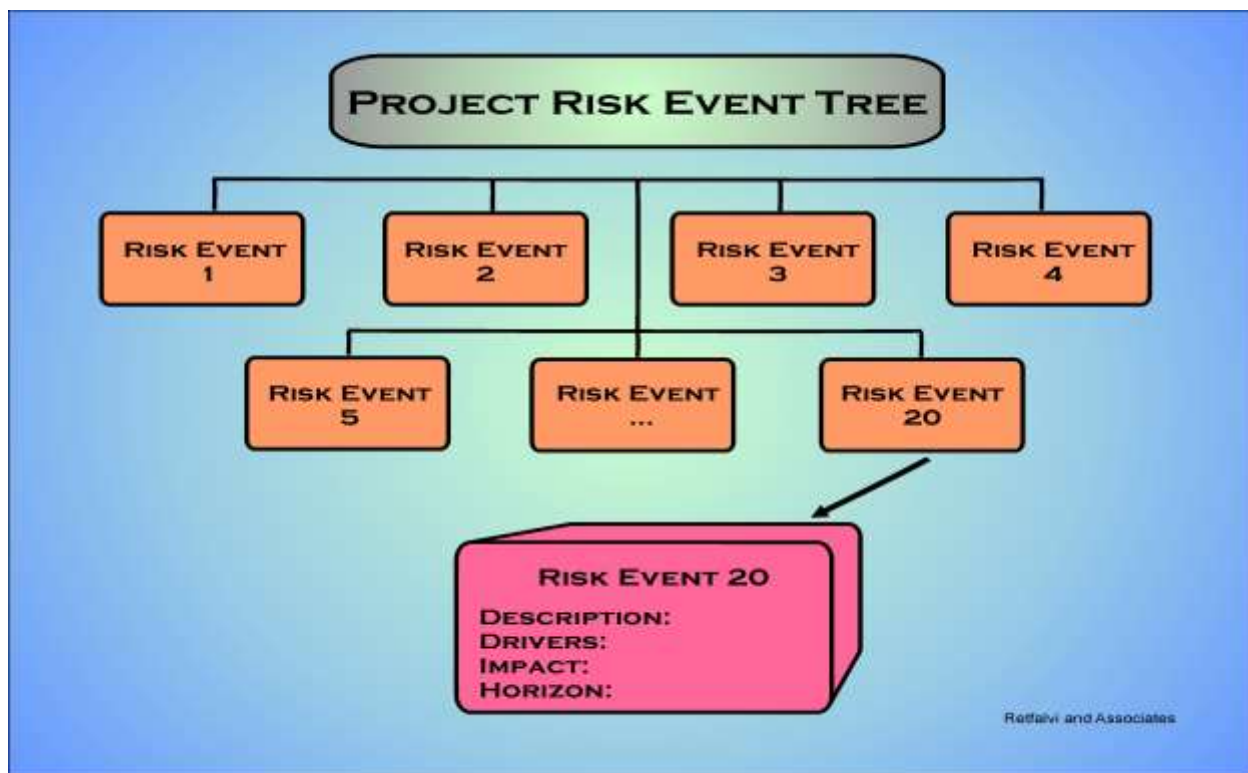 Project Risk Event Tree
Risk Event
1
Risk Event
2
Risk Event
3
Risk Event
4
Risk Event
5
Risk Event
...
Risk Event
20
Risk Event 20
Description:
Drivers:
Impact:
Horizon:
Retfalvi and Associates